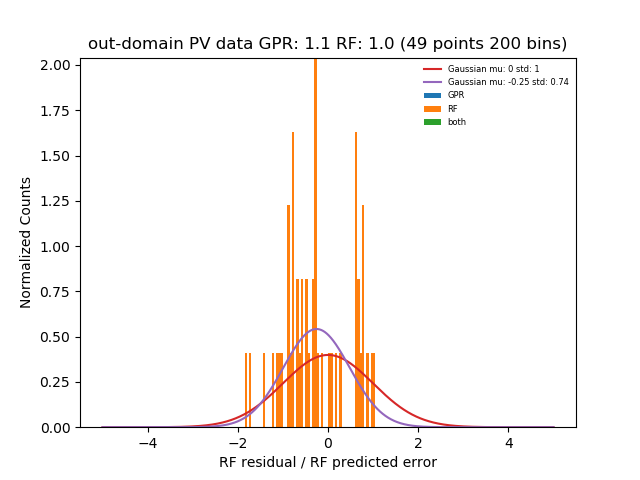 out-domain PV data GPR: 1.1 RF: 1.0 (49 points 200 bins)
Gaussian mu: 0 std: 1
Gaussian mu: -0.25 std: 0.74
GPR
RF
both
Normalized Counts
2.00
1.75
1.50
1.25
1.00
0.75
0.50
0.25
0.00
−4 −2 0 2 4
RF residual / RF predicted error